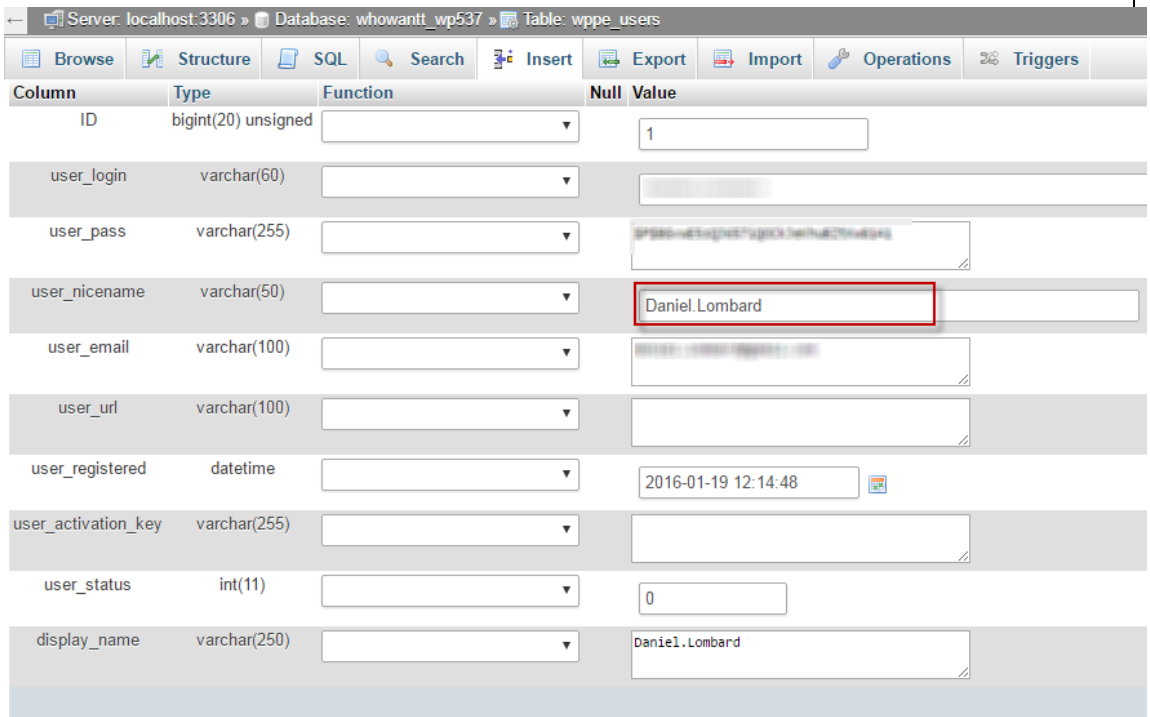 ← Server: localhost:3306 » Database: whowantt_wp537 » Table: wppe_users
Browse Structure SQL Search Insert Export Import Operations Triggers
Column Type Function Null Value
ID bigint(20) unsigned 1
user_login varchar(60)
user_pass varchar(255)
user_nicename varchar(50) Daniel.Lombard
user_email varchar(100)
user_url varchar(100)
user_registered datetime 2016-01-19 12:14:48
user_activation_key varchar(255)
user_status int(11) 0
display_name varchar(250) Daniel.Lombard